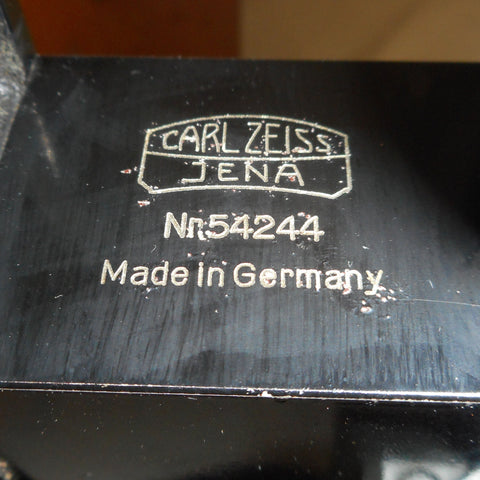 CARL ZEISS
JENA
Nr.54244
Made in Germany